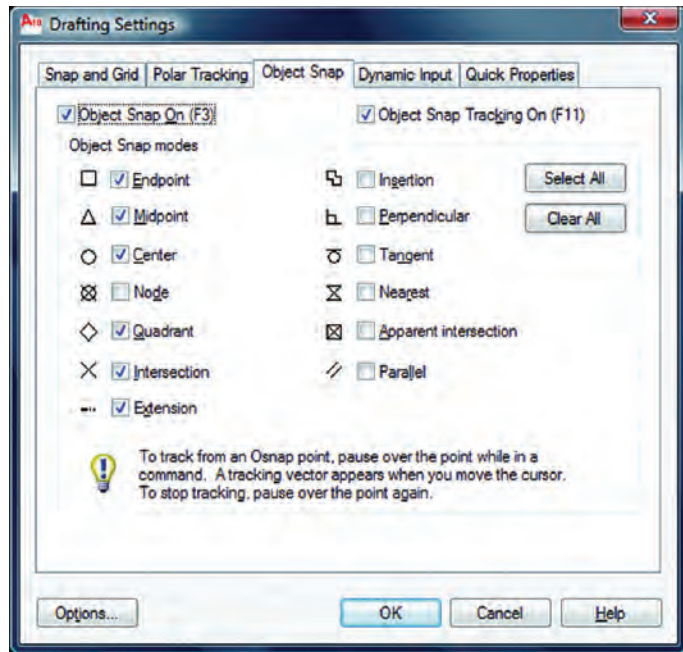 Drafting Settings
Snap and Grid Polar Tracking Object Snap Dynamic Input Quick Properties
Object Snap On (F3) Object Snap Tracking On (F11)
Object Snap modes
Endpoint Insertion Select All
Midpoint Perpendicular Clear All
Center Tangent
Node Nearest
Quadrant Apparent intersection
Intersection Parallel
Extension
To track from an Osnap point, pause over the point while in a
command. A tracking vector appears when you move the cursor.
To stop tracking, pause over the point again.
Options... OK Cancel Help